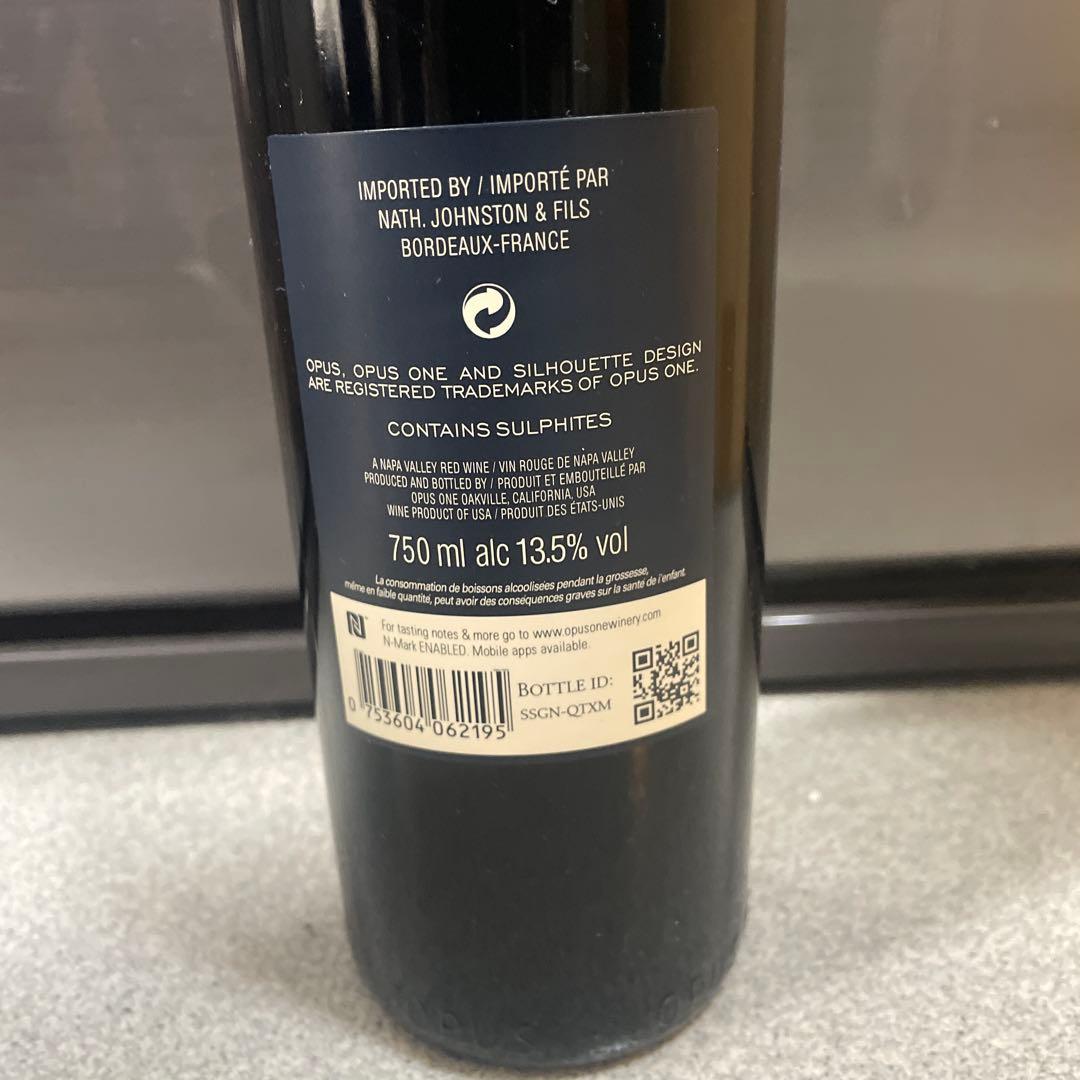 IMPORTED BY / IMPORTÉ PAR
NATH. JOHNSTON & FILS
BORDEAUX-FRANCE
OPUS, OPUS ONE AND SILHOUETTE DESIGN
ARE REGISTERED TRADEMARKS OF OPUS ONE.
CONTAINS SULPHITES
A NAPA VALLEY RED WINE / VIN ROUGE DE NAPA VALLEY
PRODUCED AND BOTTLED BY / PRODUIT ET EMBOUTEILLÉ PAR
OPUS ONE OAKVILLE, CALIFORNIA, USA
WINE PRODUCT OF USA / PRODUIT DES ÉTATS-UNIS
750 ml alc 13.5% vol
La consommation de boissons alcoolisées pendant la grossesse,
même en faible quantité, peut avoir des conséquences graves sur la santé de l'enfant.
N™ For tasting notes & more go to www.opusonewinery.com
N-Mark ENABLED. Mobile apps available.
BOTTLE ID:
SSGN-QTXM
0 753604 062195
OPUS